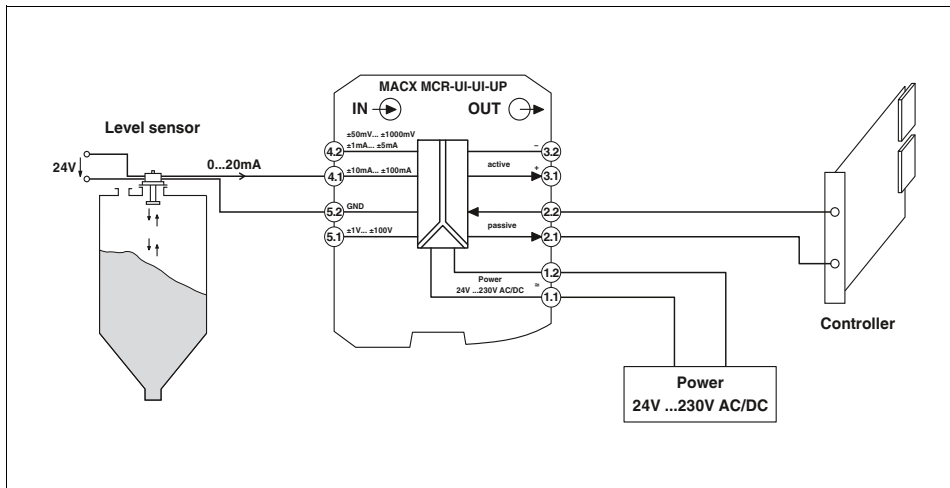 MACX MCR-UI-UI-UP
IN
OUT
Level sensor
24V
0...20mA
±50mV... ±1000mV
±1mA... ±5mA
4.2
±10mA... ±100mA
4.1
GND
5.2
±1V... ±100V
5.1
–
3.2
active
+
3.1
2.2
passive
2.1
Power
24V ...230V AC/DC
≅
1.2
1.1
Controller
Power
24V ...230V AC/DC